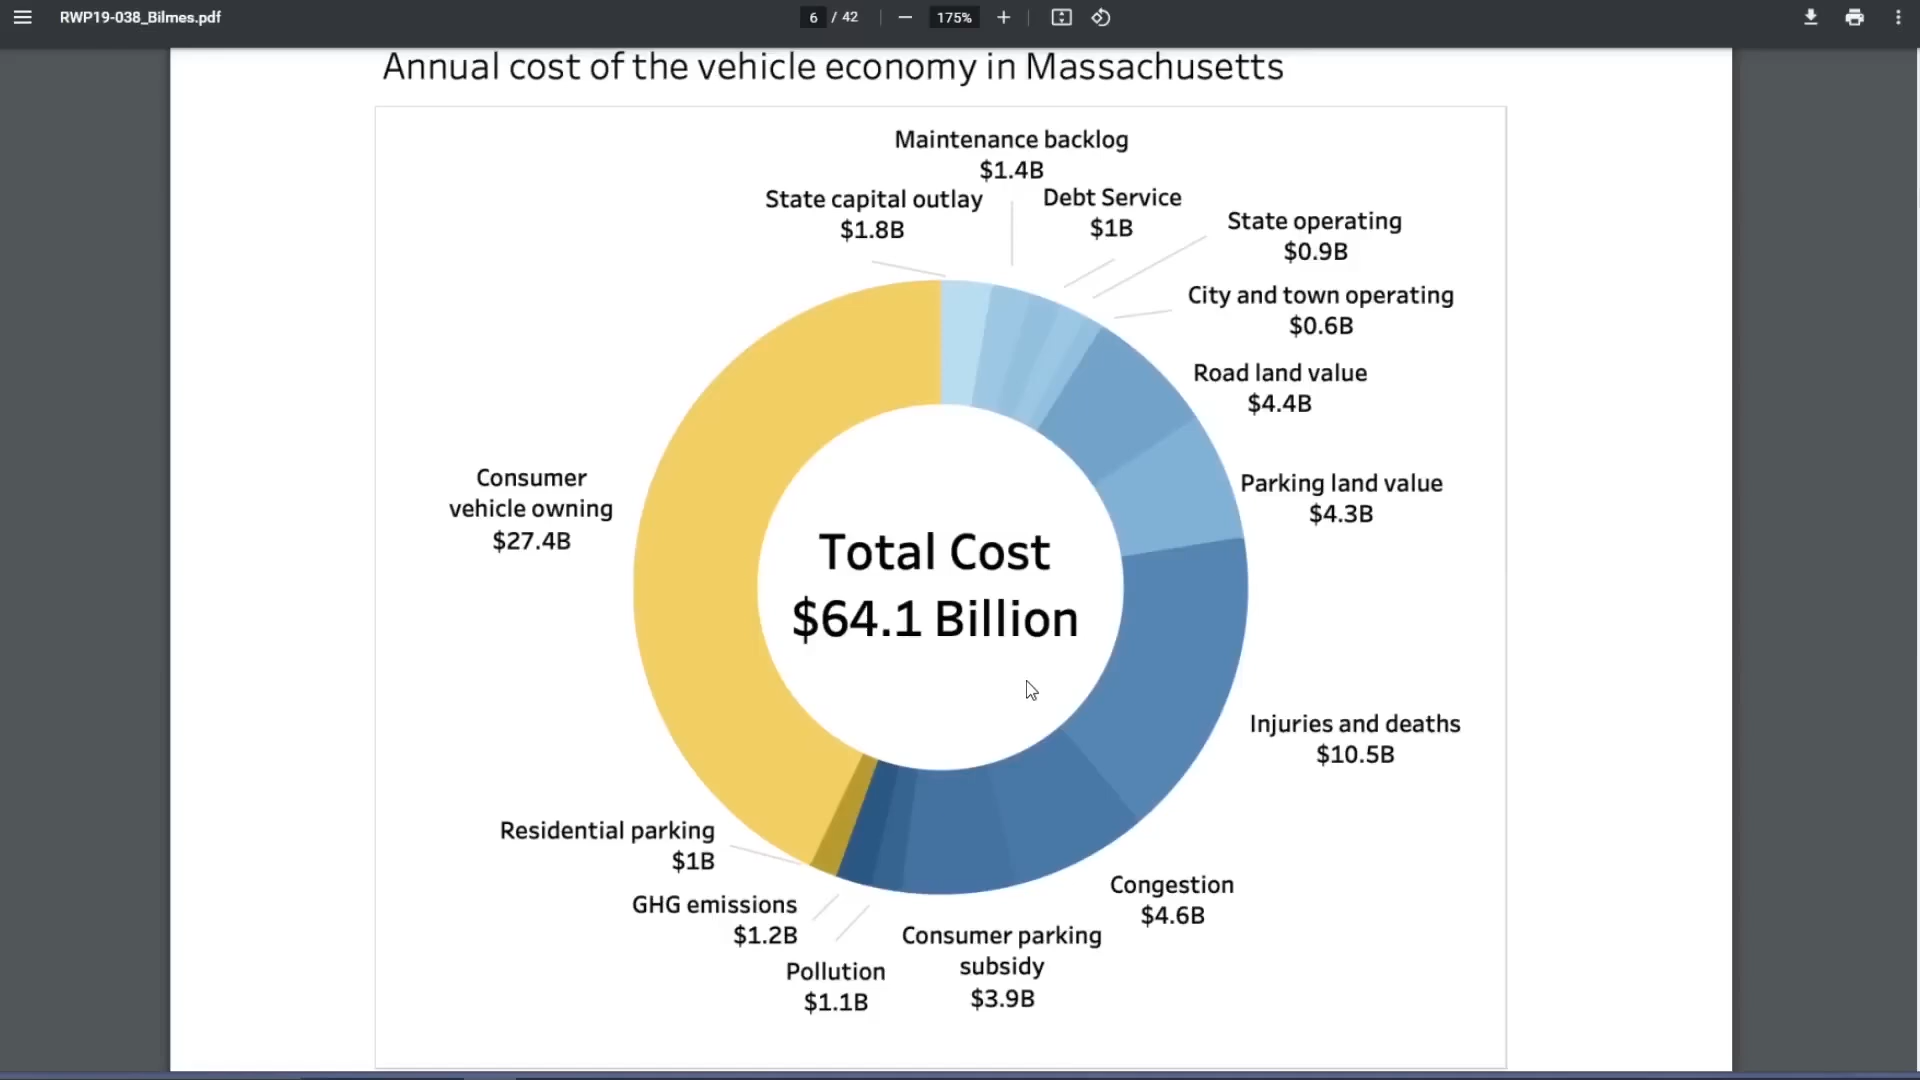 RWP19-038_Bilmes.pdf
6 / 42
175%
Annual cost of the vehicle economy in Massachusetts
Maintenance backlog
$1.4B
State capital outlay
$1.8B
Debt Service
$1B
State operating
$0.9B
City and town operating
$0.6B
Road land value
$4.4B
Parking land value
$4.3B
Consumer
vehicle owning
$27.4B
Total Cost
$64.1 Billion
Injuries and deaths
$10.5B
Residential parking
$1B
Congestion
$4.6B
GHG emissions
$1.2B
Consumer parking
subsidy
$3.9B
Pollution
$1.1B